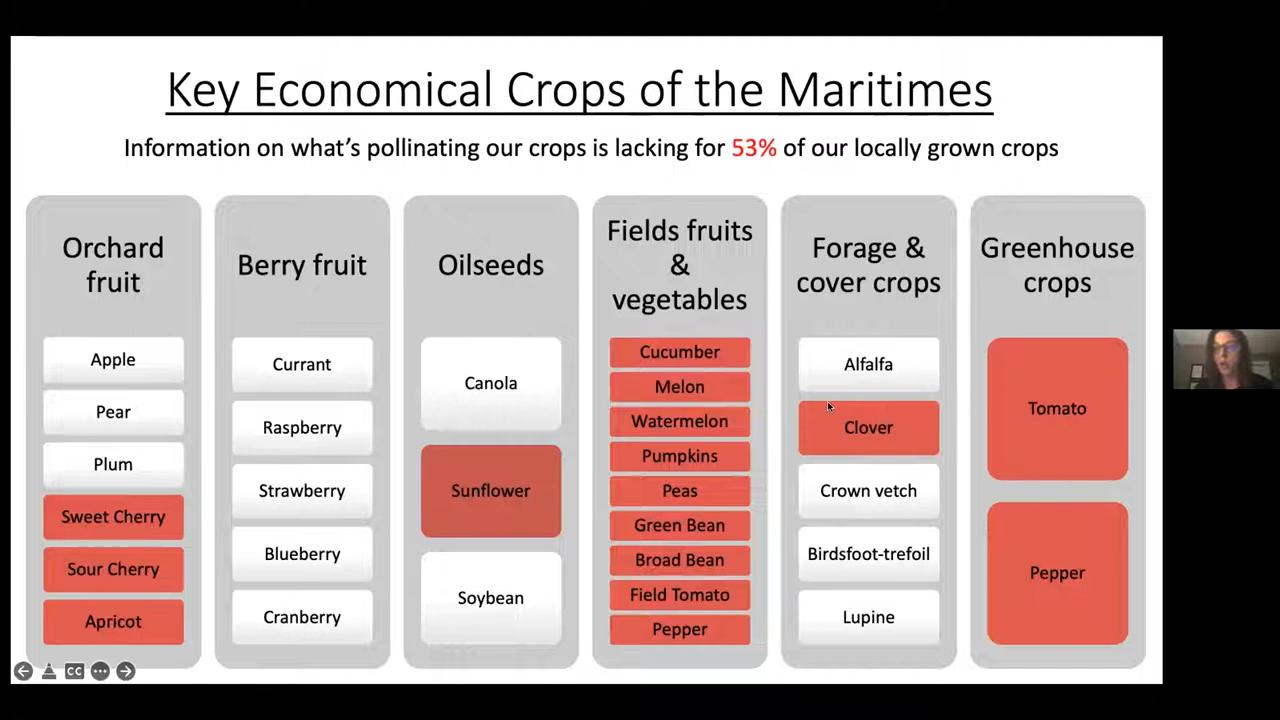 Key Economical Crops of the Maritimes
Information on what's pollinating our crops is lacking for 53% of our locally grown crops
Orchard
fruit
Apple
Pear
Plum
Sweet Cherry
Sour Cherry
Apricot
Berry fruit
Currant
Raspberry
Strawberry
Blueberry
Cranberry
Oilseeds
Canola
Sunflower
Soybean
Fields fruits
&
vegetables
Cucumber
Melon
Watermelon
Pumpkins
Peas
Green Bean
Broad Bean
Field Tomato
Pepper
Forage &
cover crops
Alfalfa
Clover
Crown vetch
Birdsfoot-trefoil
Lupine
Greenhouse
crops
Tomato
Pepper
CC